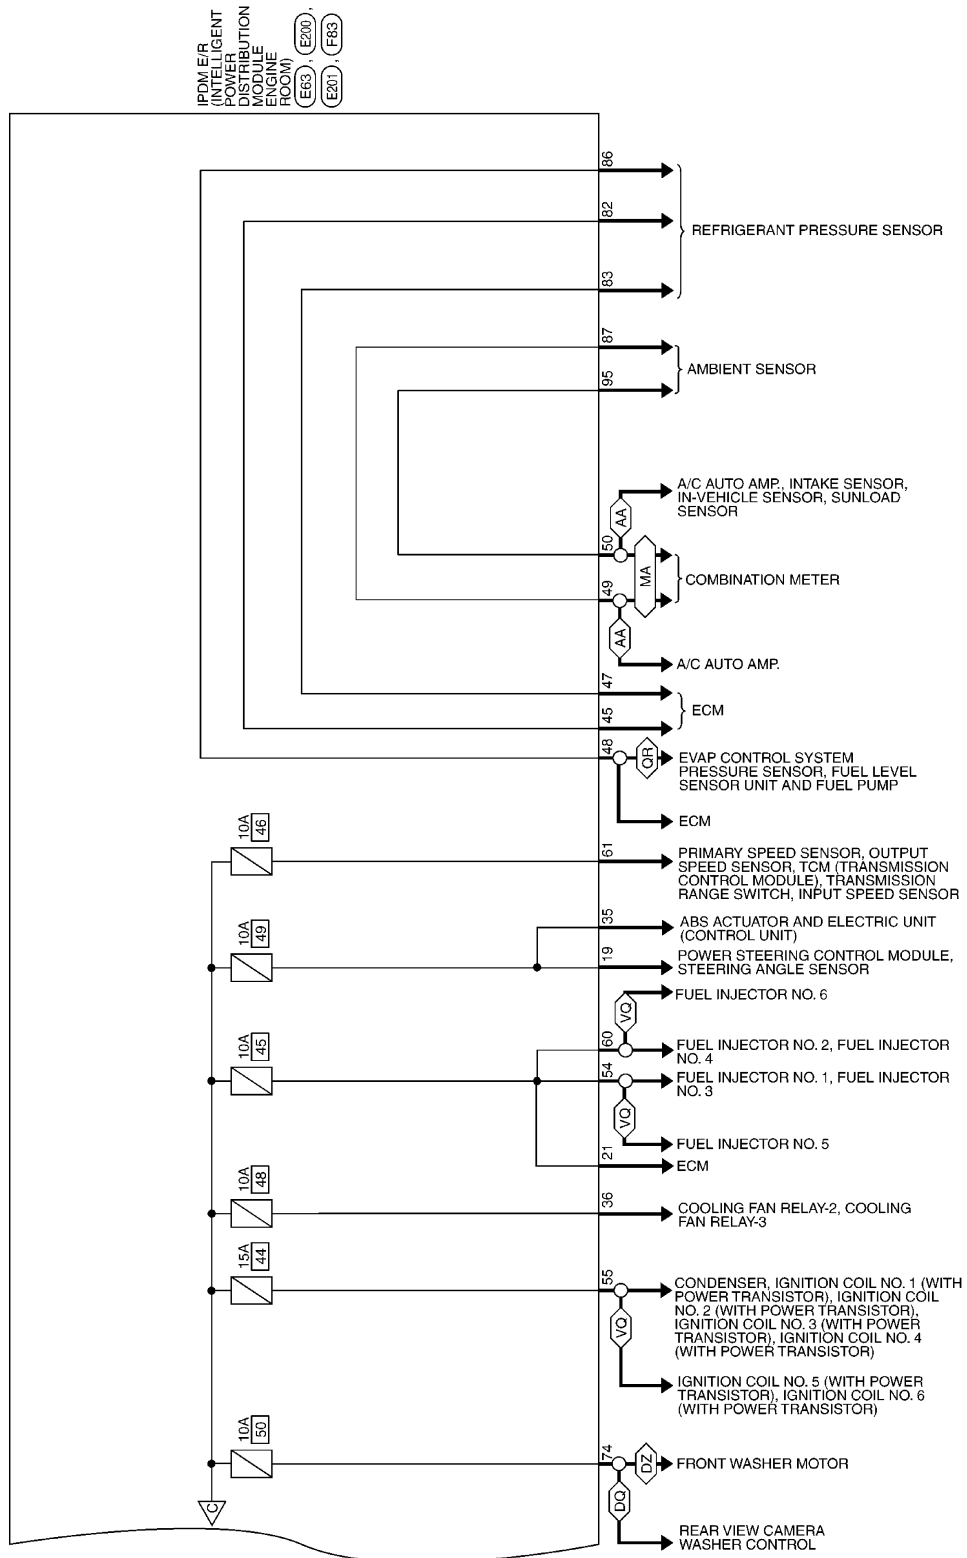 IPDM E/R
(INTELLIGENT
POWER
DISTRIBUTION
MODULE
ENGINE
ROOM)
E63 , E200 ,
E201 , F83
86
82
REFRIGERANT PRESSURE SENSOR
83
87
AMBIENT SENSOR
95
A/C AUTO AMP., INTAKE SENSOR,
IN-VEHICLE SENSOR, SUNLOAD
SENSOR
AA
50
MA
COMBINATION METER
49
AA
A/C AUTO AMP.
47
ECM
45
48
QR
EVAP CONTROL SYSTEM
PRESSURE SENSOR, FUEL LEVEL
SENSOR UNIT AND FUEL PUMP
ECM
10A
46
61
PRIMARY SPEED SENSOR, OUTPUT
SPEED SENSOR, TCM (TRANSMISSION
CONTROL MODULE), TRANSMISSION
RANGE SWITCH, INPUT SPEED SENSOR
35
ABS ACTUATOR AND ELECTRIC UNIT
(CONTROL UNIT)
10A
49
19
POWER STEERING CONTROL MODULE,
STEERING ANGLE SENSOR
FUEL INJECTOR NO. 6
VQ
60
FUEL INJECTOR NO. 2, FUEL INJECTOR
NO. 4
10A
45
54
FUEL INJECTOR NO. 1, FUEL INJECTOR
NO. 3
VQ
FUEL INJECTOR NO. 5
21
ECM
10A
48
36
COOLING FAN RELAY-2, COOLING
FAN RELAY-3
15A
44
55
CONDENSER, IGNITION COIL NO. 1 (WITH
POWER TRANSISTOR), IGNITION COIL
NO. 2 (WITH POWER TRANSISTOR),
IGNITION COIL NO. 3 (WITH POWER
TRANSISTOR), IGNITION COIL NO. 4
(WITH POWER TRANSISTOR)
VQ
IGNITION COIL NO. 5 (WITH POWER
TRANSISTOR), IGNITION COIL NO. 6
(WITH POWER TRANSISTOR)
10A
50
74
DZ
FRONT WASHER MOTOR
DQ
C
REAR VIEW CAMERA
WASHER CONTROL